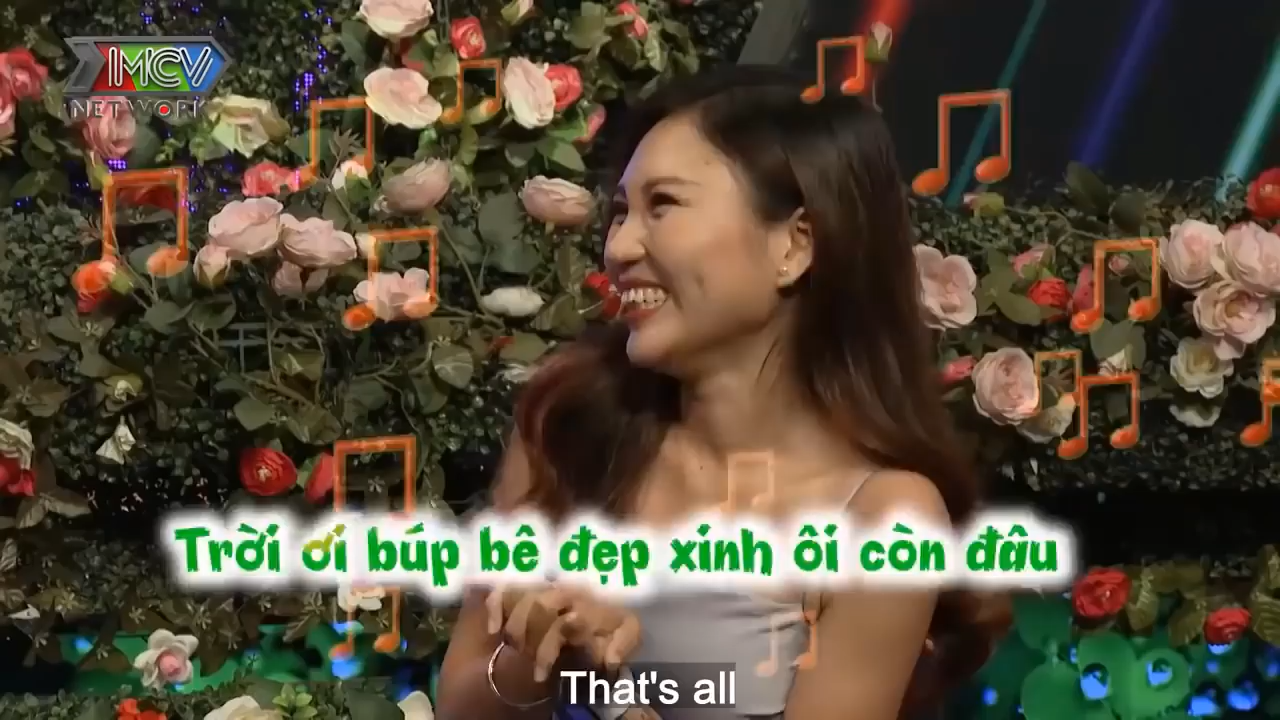 MCV
NETWORK
Trời ơi búp bê đẹp xinh ôi còn đâu
That's all